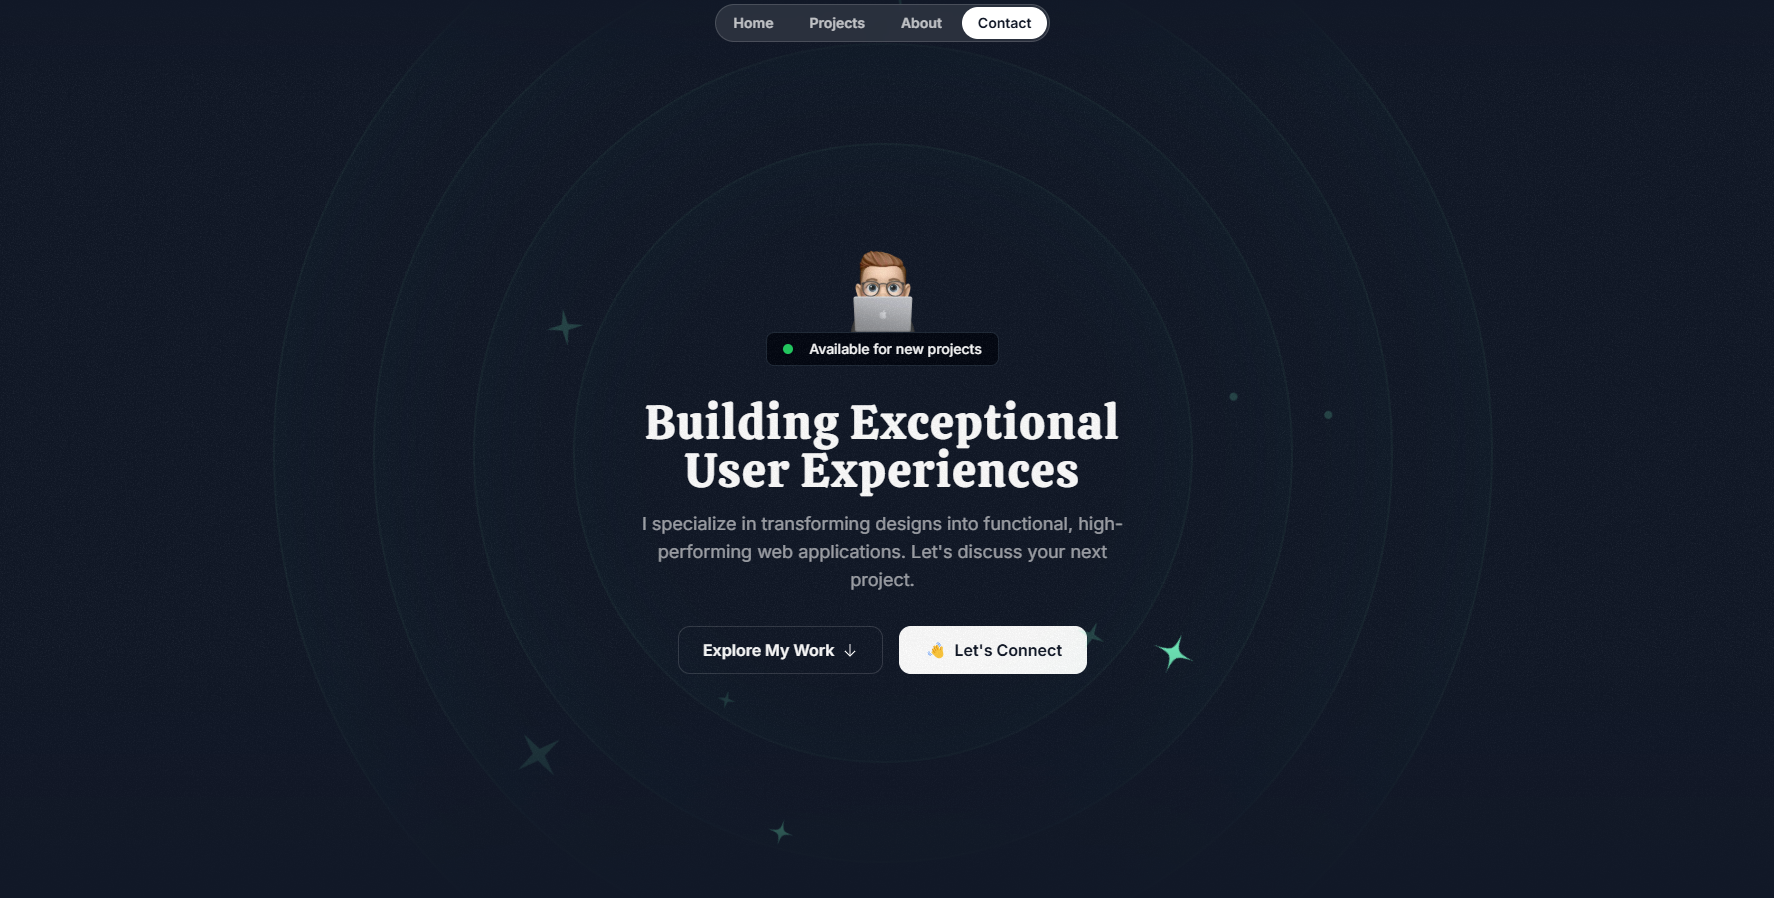 Home Projects About Contact
Available for new projects
Building Exceptional
User Experiences
I specialize in transforming designs into functional, high-
performing web applications. Let's discuss your next
project.
Explore My Work ↓ 👋 Let's Connect